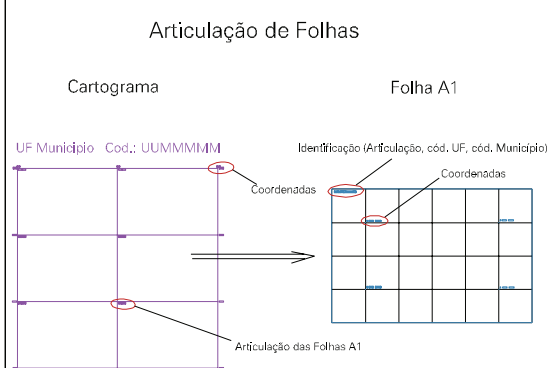 Articulação de Folhas
Cartograma
Folha A1
UF Municipio Cod.: UUMMMMM
Identificação (Articulação, cód. UF, cód. Município)
Coordenadas
Coordenadas
Articulação das Folhas A1